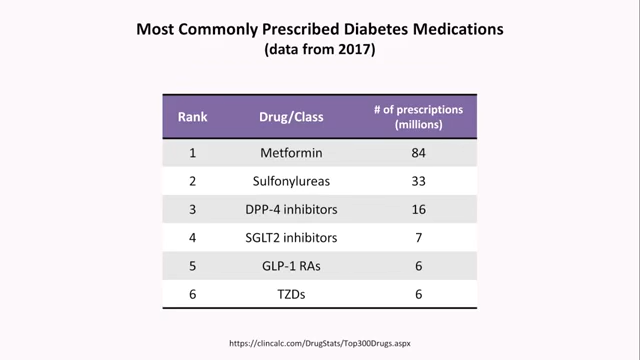 Most Commonly Prescribed Diabetes Medications
(data from 2017)
Rank Drug/Class # of prescriptions (millions)
1 Metformin 84
2 Sulfonylureas 33
3 DPP-4 inhibitors 16
4 SGLT2 inhibitors 7
5 GLP-1 RAs 6
6 TZDs 6
https://clincalc.com/DrugStats/Top300Drugs.aspx